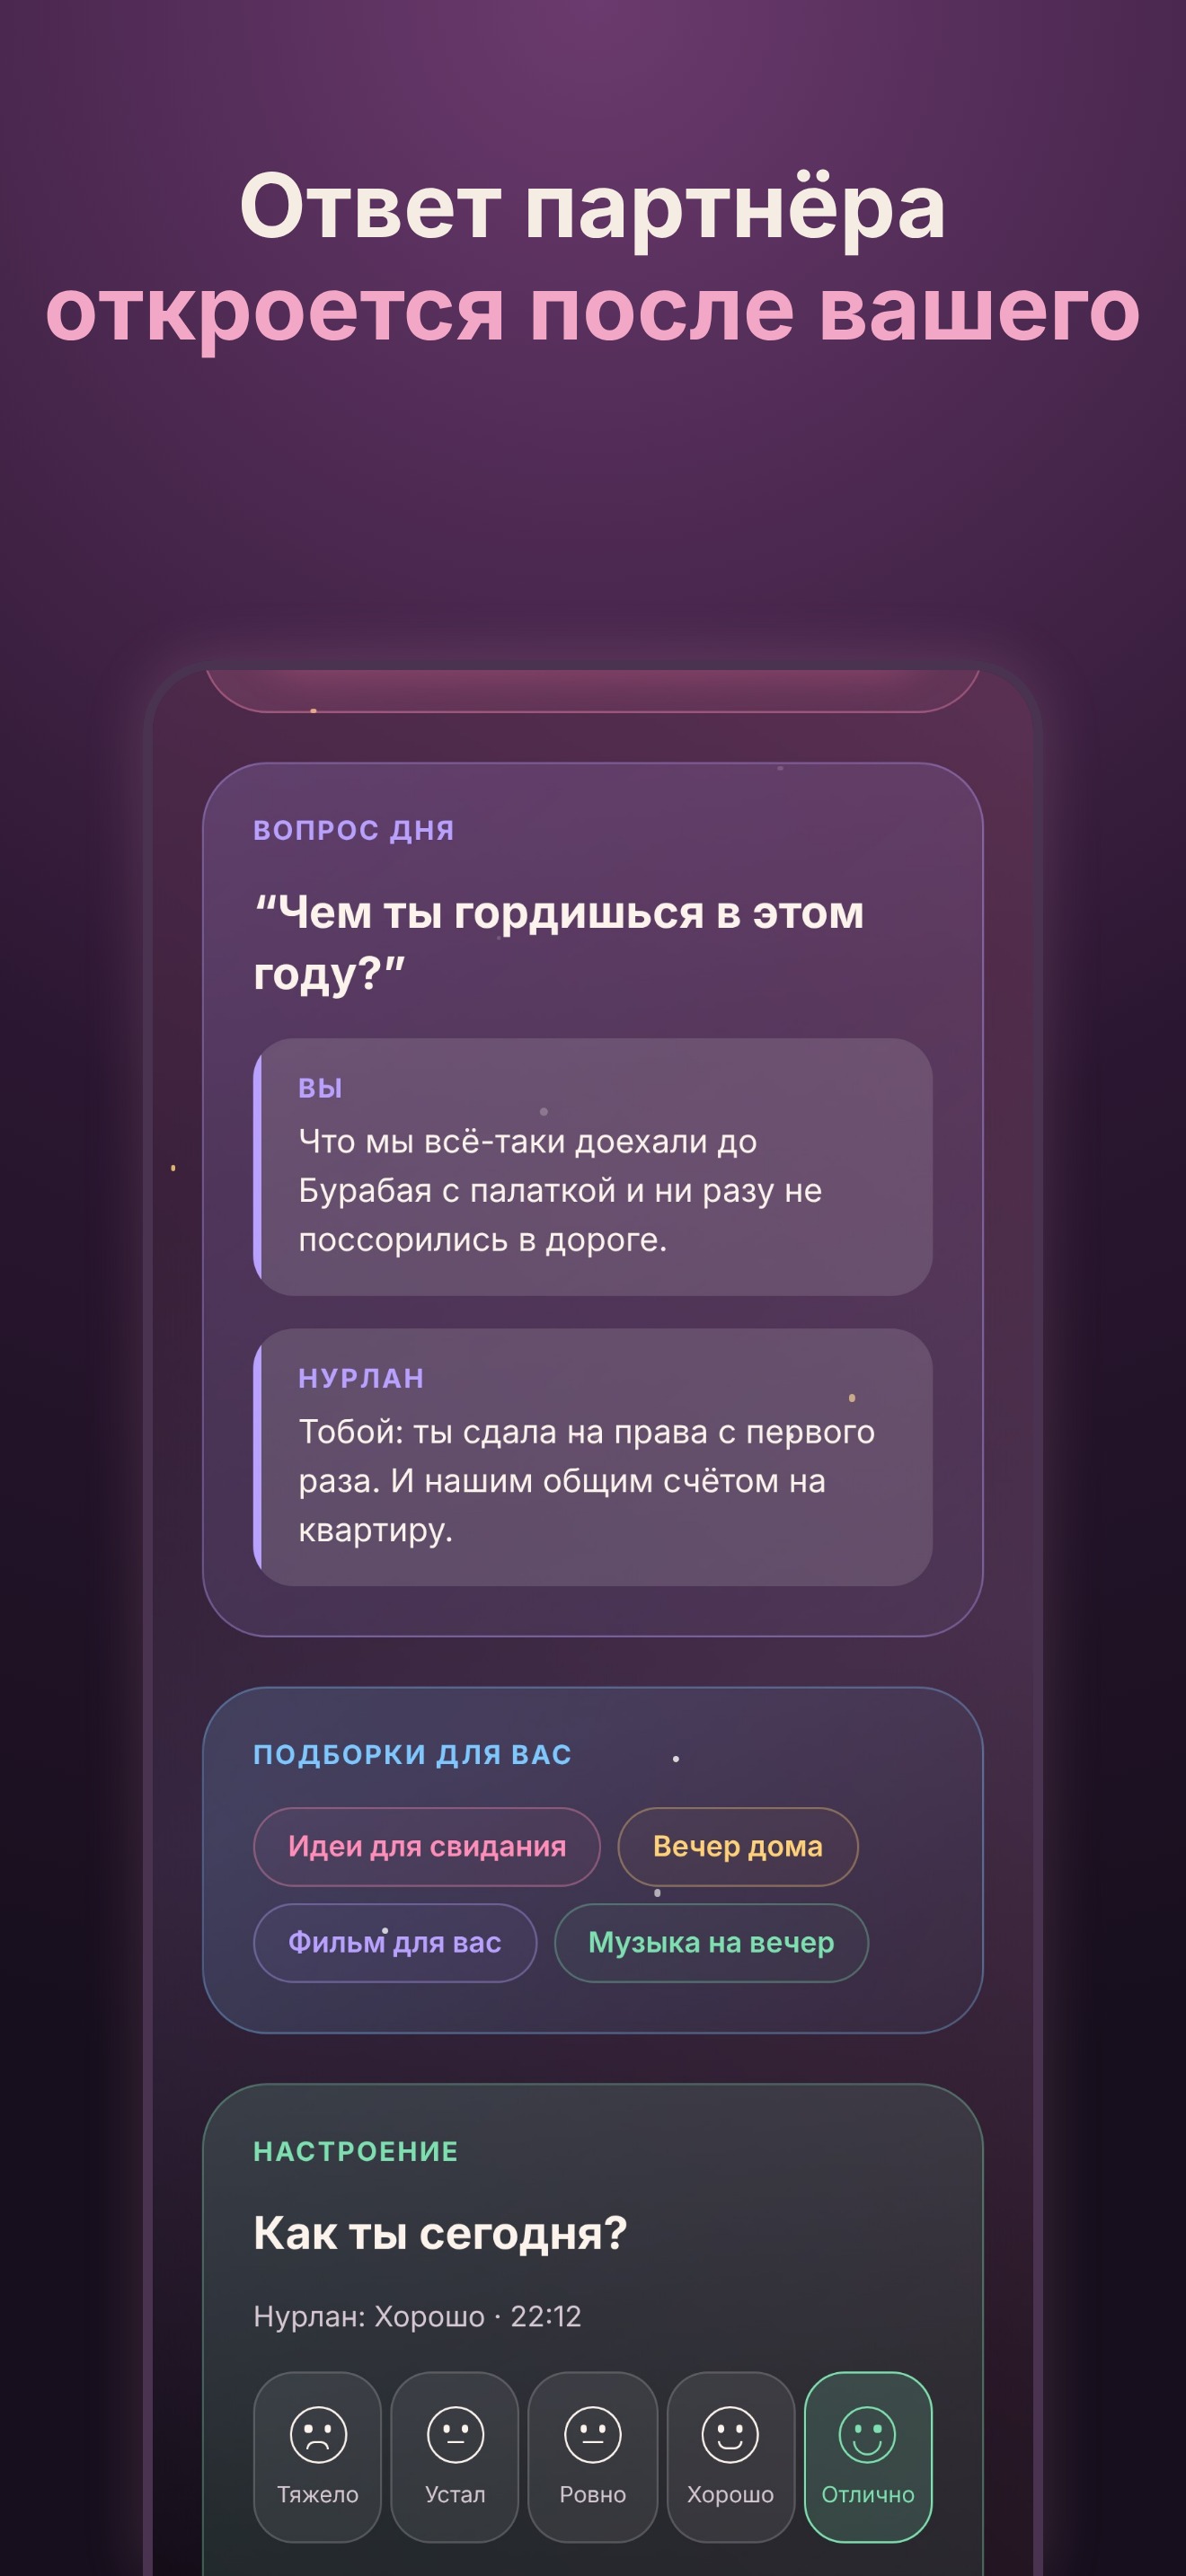 Ответ партнёра
откроется после вашего
ВОПРОС ДНЯ
“Чем ты гордишься в этом
году?”
ВЫ
Что мы всё-таки доехали до
Бурабая с палаткой и ни разу не
поссорились в дороге.
НУРЛАН
Тобой: ты сдала на права с первого
раза. И нашим общим счётом на
квартиру.
ПОДБОРКИ ДЛЯ ВАС
Идеи для свидания
Вечер дома
Фильм для вас
Музыка на вечер
НАСТРОЕНИЕ
Как ты сегодня?
Нурлан: Хорошо · 22:12
Тяжело
Устал
Ровно
Хорошо
Отлично